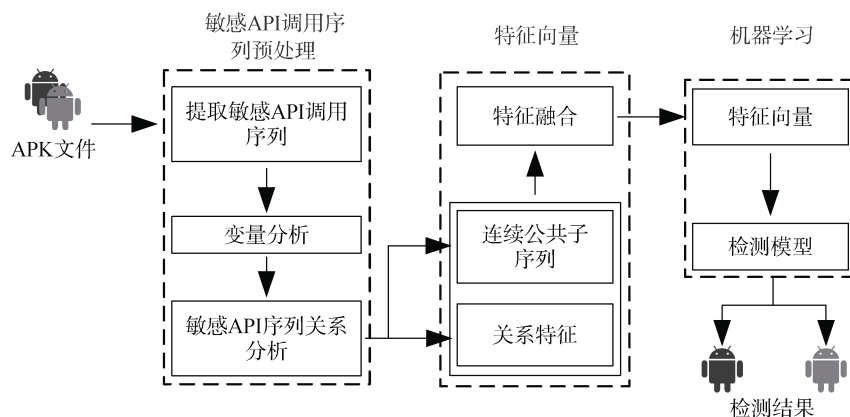 敏感API调用序
列预处理
特征向量
机器学习
提取敏感API调用
序列
特征融合
特征向量
APK文件
变量分析
连续公共子
序列
检测模型
敏感API序列关系
分析
关系特征
检测结果